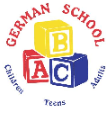 GERMAN SCHOOL
B
A C
Children
Teens
Adults